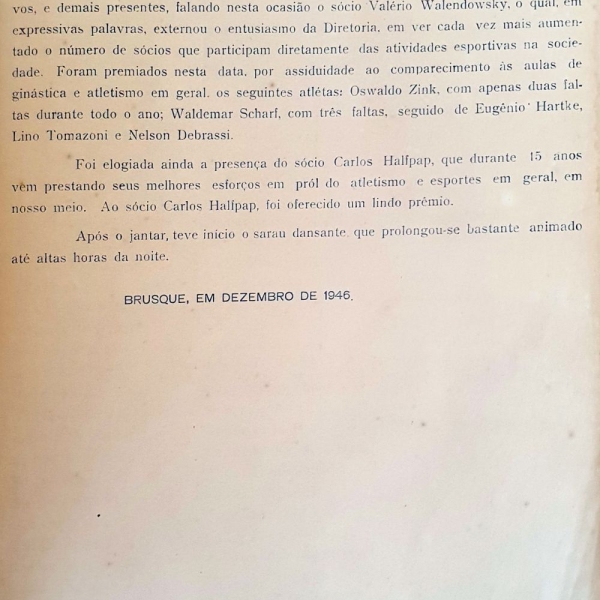 vos, e demais presentes, falando nesta ocasião o sócio Valério Walendowsky, o qual, em
expressivas palavras, externou o entusiasmo da Diretoria, em ver cada vez mais aumen-
tado o número de sócios que participam diretamente das atividades esportivas na socie-
dade. Foram premiados nesta data, por assiduidade ao comparecimento às aulas de
ginástica e atletismo em geral, os seguintes atlétas: Oswaldo Zink, com apenas duas fal-
tas durante todo o ano; Waldemar Scharf, com três faltas, seguido de Eugênio Hartke,
Lino Tomazoni e Nelson Debrassi.
Foi elogiada ainda a presença do sócio Carlos Halfpap, que durante 15 anos
vem prestando seus melhores esforços em pról do atletismo e esportes em geral, em
nosso meio. Ao sócio Carlos Halfpap, foi oferecido um lindo prêmio.
Após o jantar, teve início o sarau dansante que prolongou-se bastante animado
até altas horas da noite.
BRUSQUE, EM DEZEMBRO DE 1946.